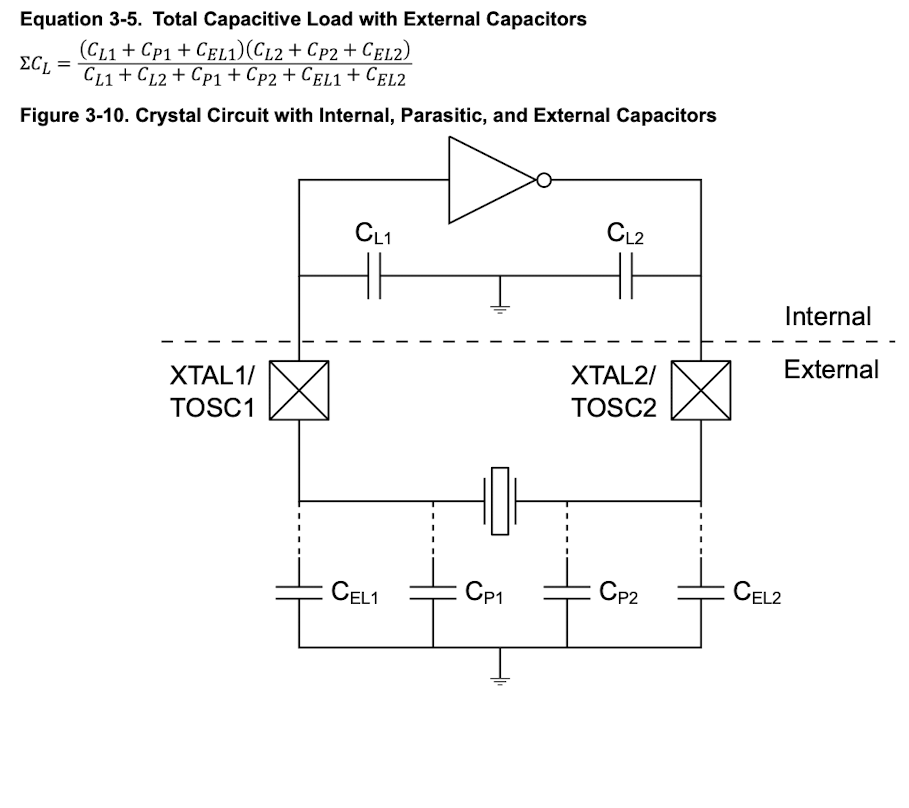 Equation 3-5. Total Capacitive Load with External Capacitors
ΣC_L = (C_L1 + C_P1 + C_EL1)(C_L2 + C_P2 + C_EL2) / C_L1 + C_L2 + C_P1 + C_P2 + C_EL1 + C_EL2
Figure 3-10. Crystal Circuit with Internal, Parasitic, and External Capacitors
C_L1 C_L2
Internal
External
XTAL1/
TOSC1
XTAL2/
TOSC2
C_EL1 C_P1 C_P2 C_EL2